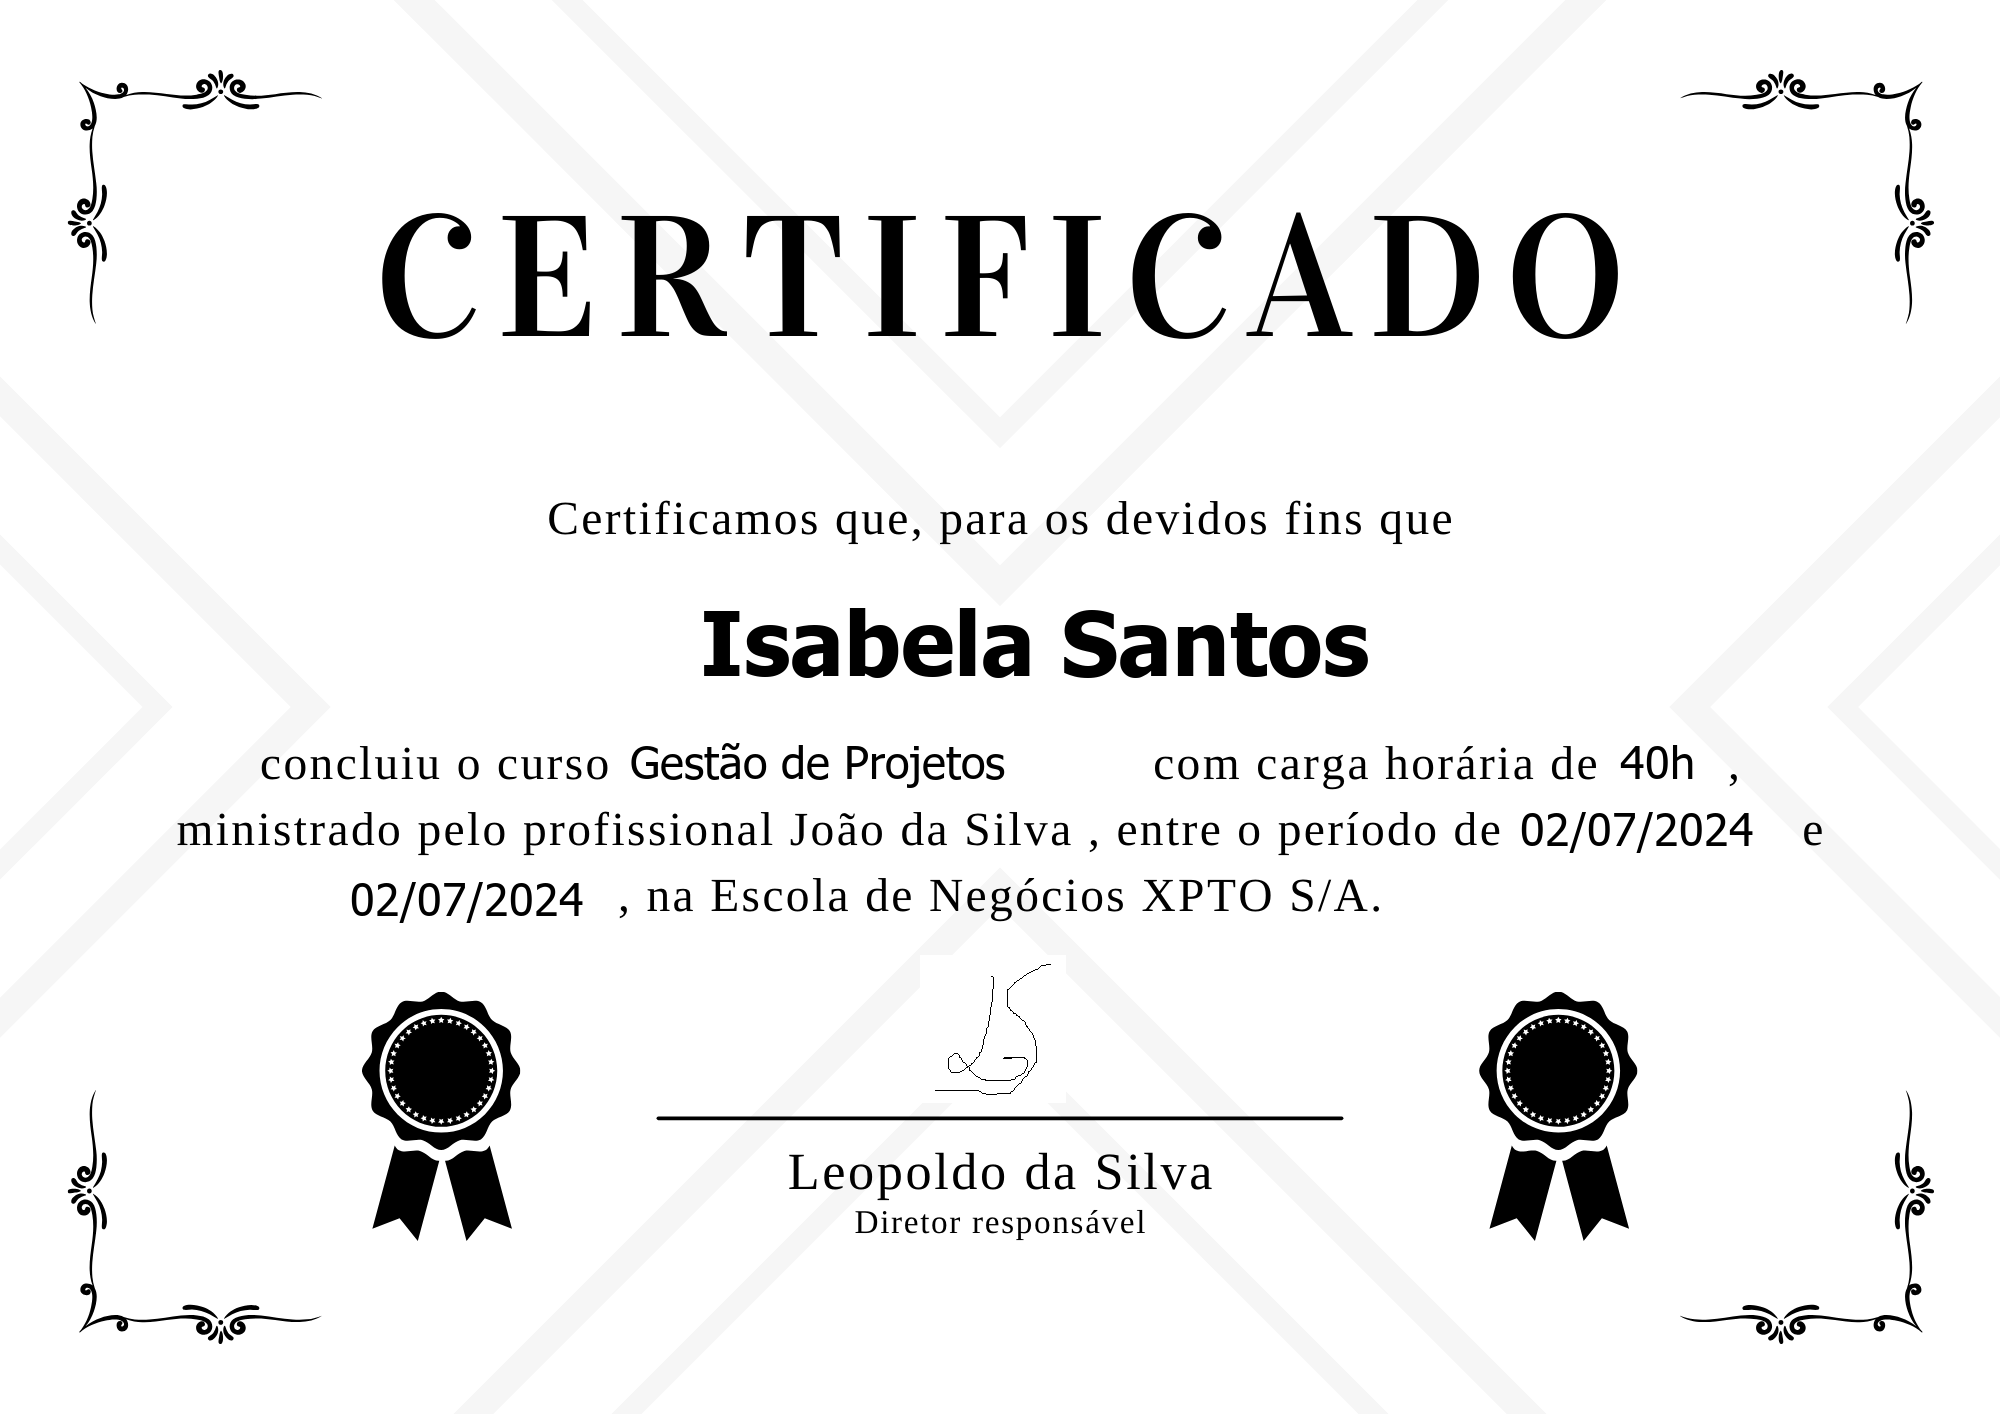 CERTIFICADO
Certificamos que, para os devidos fins que
Isabela Santos
concluiu o curso Gestão de Projetos com carga horária de 40h ,
ministrado pelo profissional João da Silva , entre o período de 02/07/2024 e
02/07/2024 , na Escola de Negócios XPTO S/A.
Leopoldo da Silva
Diretor responsável